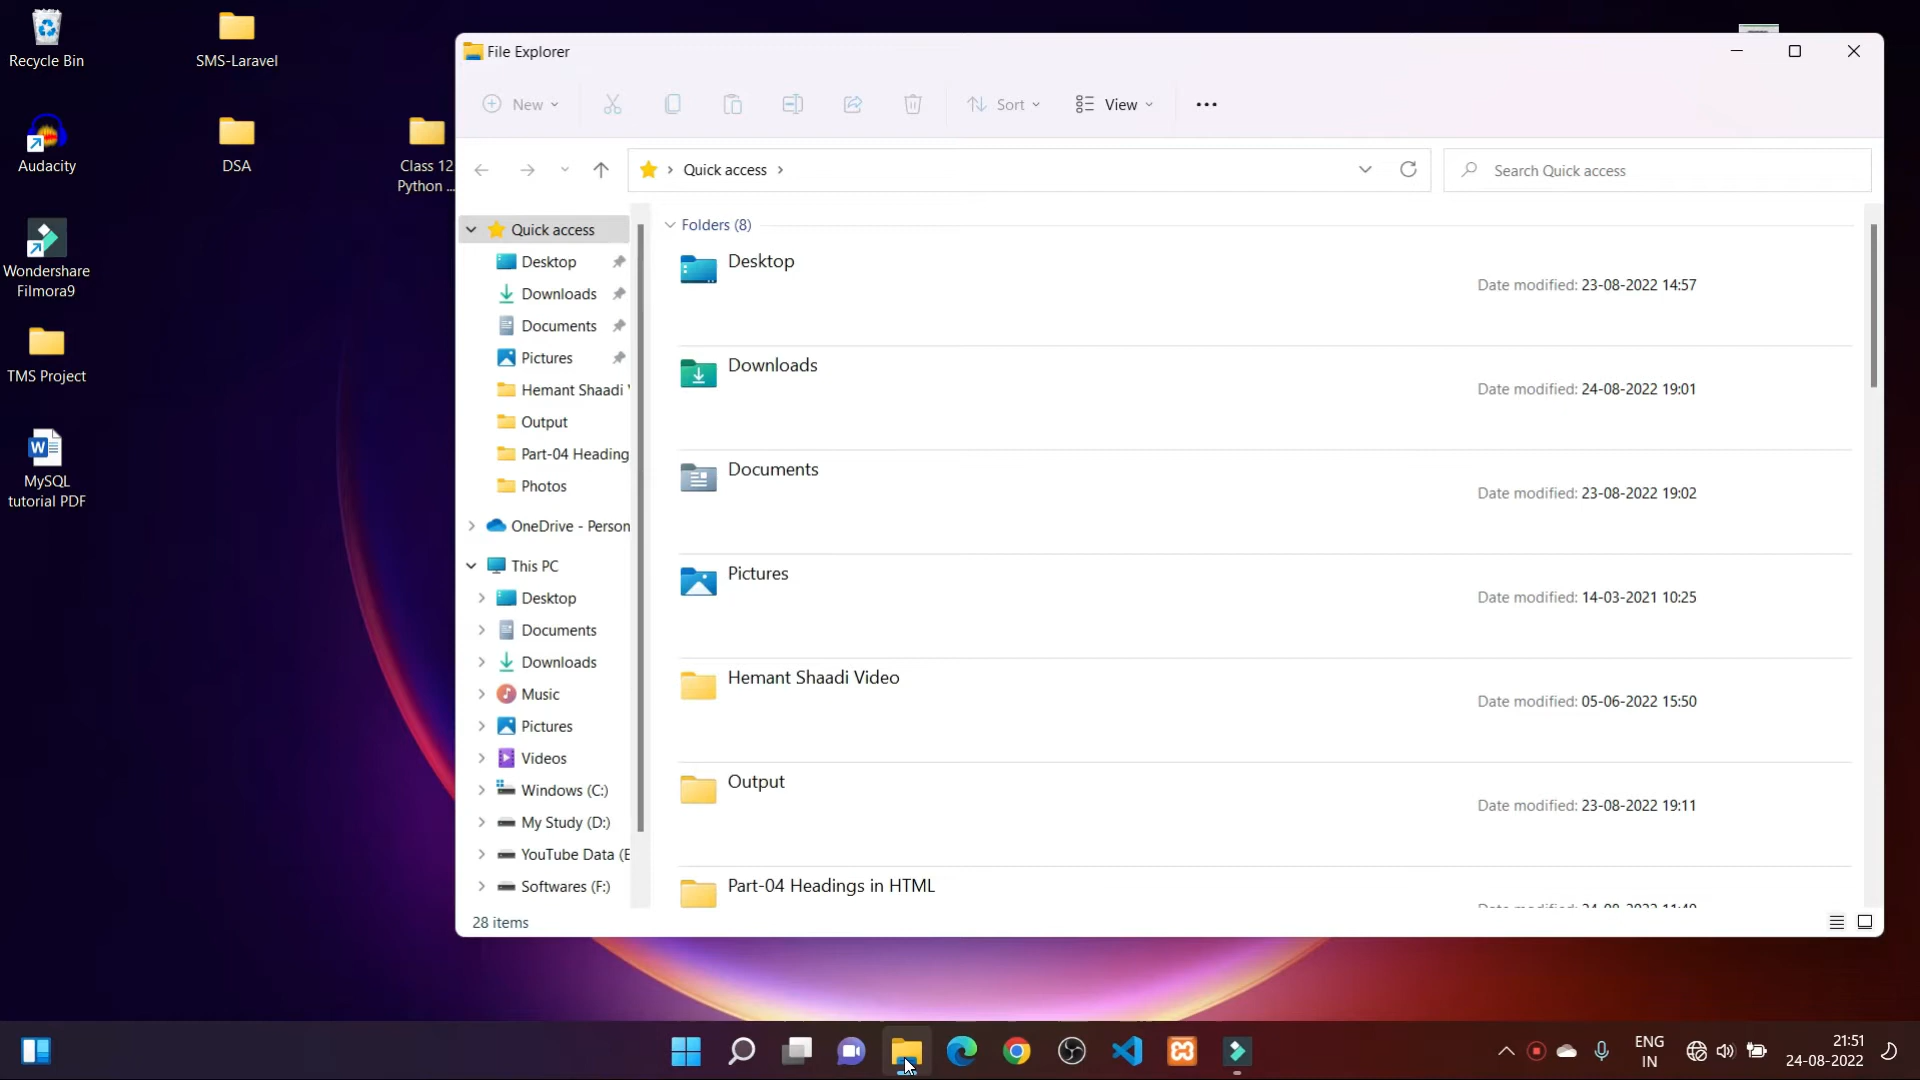 Recycle Bin
SMS-Laravel
Audacity
DSA
Class 12
Python ...
Wondershare
Filmora9
TMS Project
MySQL
tutorial PDF
File Explorer
New
Sort
View
Quick access
Search Quick access
Quick access
Desktop
Downloads
Documents
Pictures
Hemant Shaadi
Output
Part-04 Heading
Photos
OneDrive - Person
This PC
Desktop
Documents
Downloads
Music
Pictures
Videos
Windows (C:)
My Study (D:)
YouTube Data (E
Softwares (F:)
Folders (8)
Desktop
Date modified: 23-08-2022 14:57
Downloads
Date modified: 24-08-2022 19:01
Documents
Date modified: 23-08-2022 19:02
Pictures
Date modified: 14-03-2021 10:25
Hemant Shaadi Video
Date modified: 05-06-2022 15:50
Output
Date modified: 23-08-2022 19:11
Part-04 Headings in HTML
28 items
ENG
IN
21:51
24-08-2022